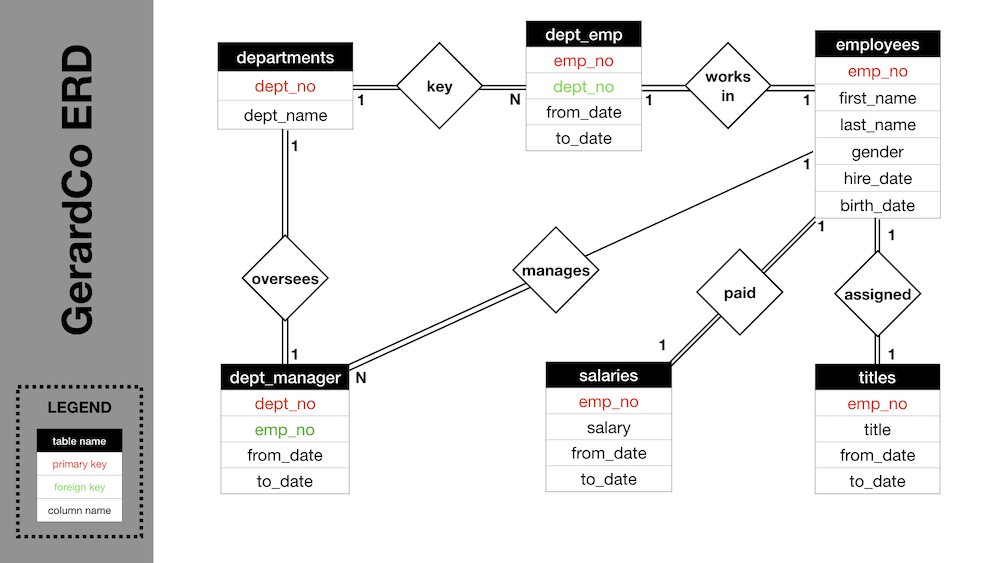 GerardCo ERD
LEGEND
table name
primary key
foreign key
column name
departments
dept_no
dept_name
1
key
N
dept_emp
emp_no
dept_no
from_date
to_date
1
works
in
1
employees
emp_no
first_name
last_name
gender
hire_date
birth_date
1
oversees
1
1
manages
N
1
paid
1
1
assigned
1
dept_manager
dept_no
emp_no
from_date
to_date
salaries
emp_no
salary
from_date
to_date
titles
emp_no
title
from_date
to_date